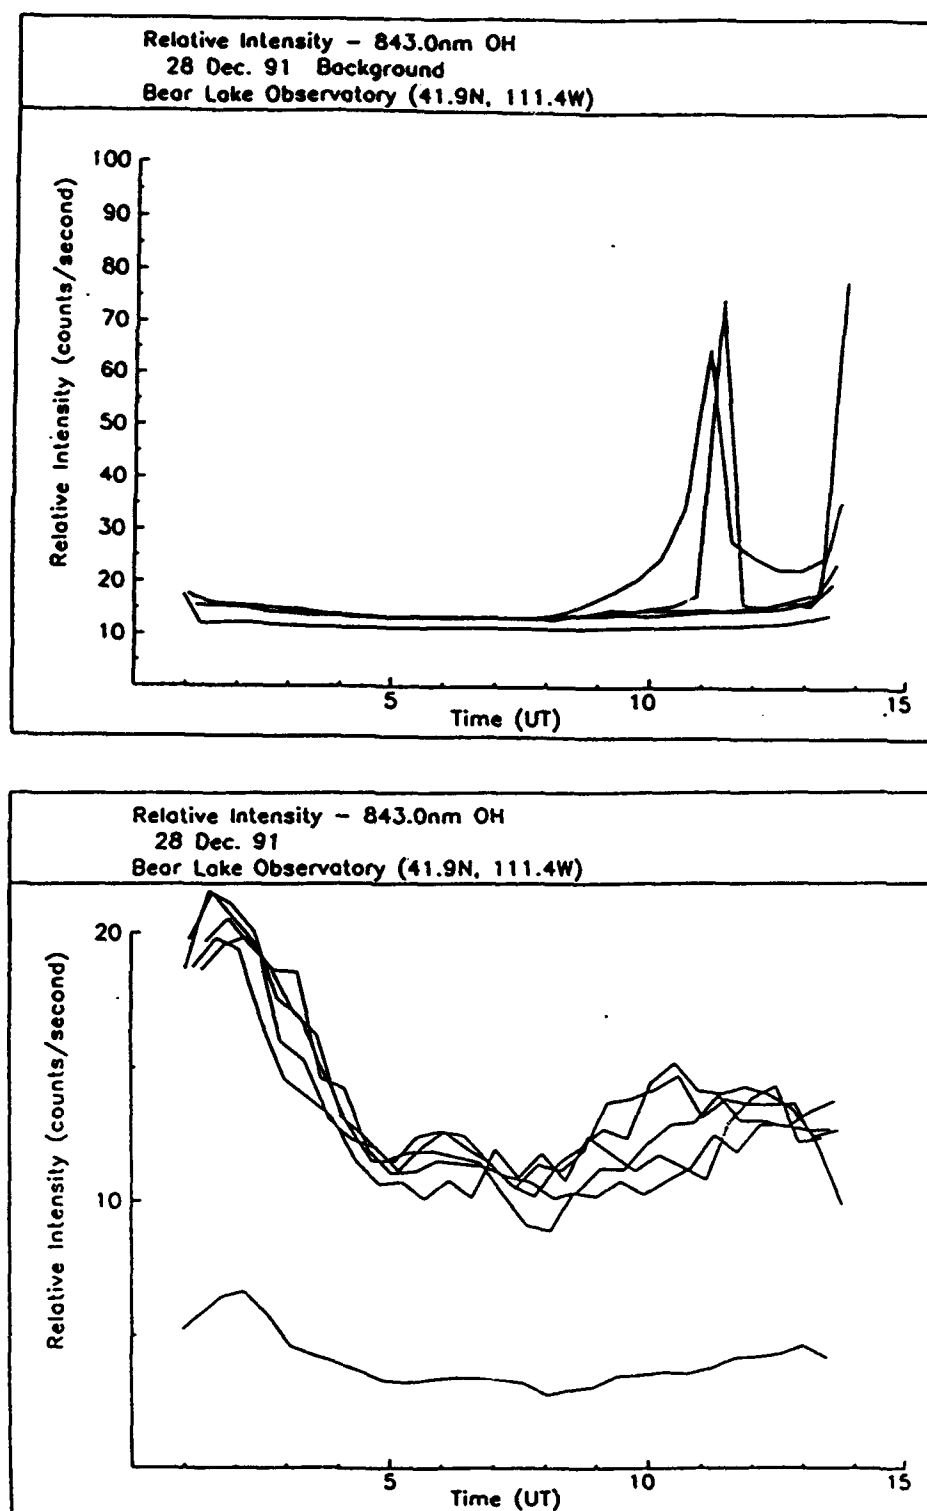 Relative Intensity - 843.0nm OH
28 Dec. 91 Background
Bear Lake Observatory (41.9N, 111.4W)
Relative Intensity (counts/second)
100
90
80
70
60
50
40
30
20
10
5
10
15
Time (UT)
Relative Intensity - 843.0nm OH
28 Dec. 91
Bear Lake Observatory (41.9N, 111.4W)
Relative Intensity (counts/second)
20
10
5
10
15
Time (UT)